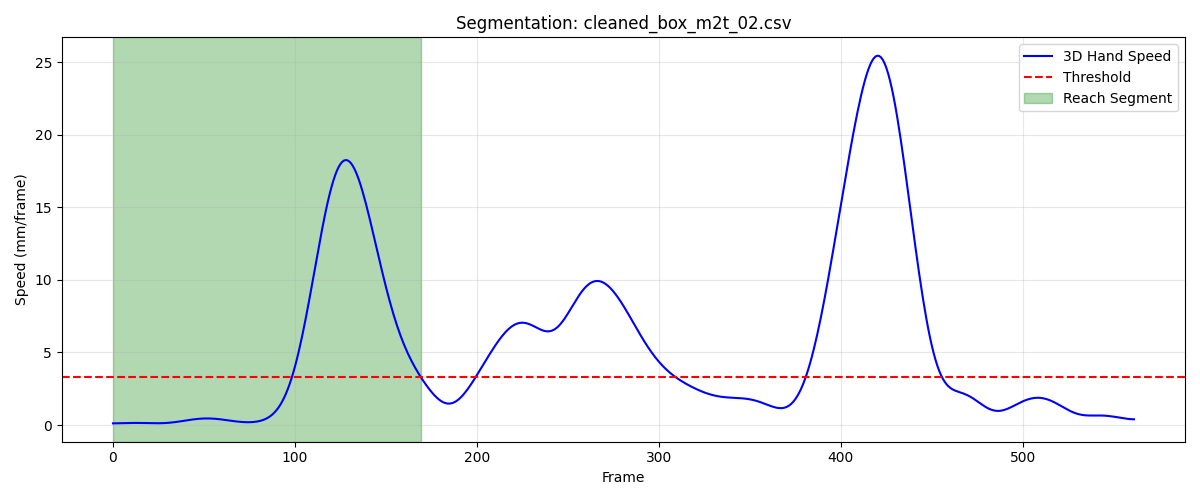 Segmentation: cleaned_box_m2t_02.csv
3D Hand Speed
Threshold
Reach Segment
Speed (mm/frame)
25
20
15
10
5
0
0 100 200 300 400 500
Frame